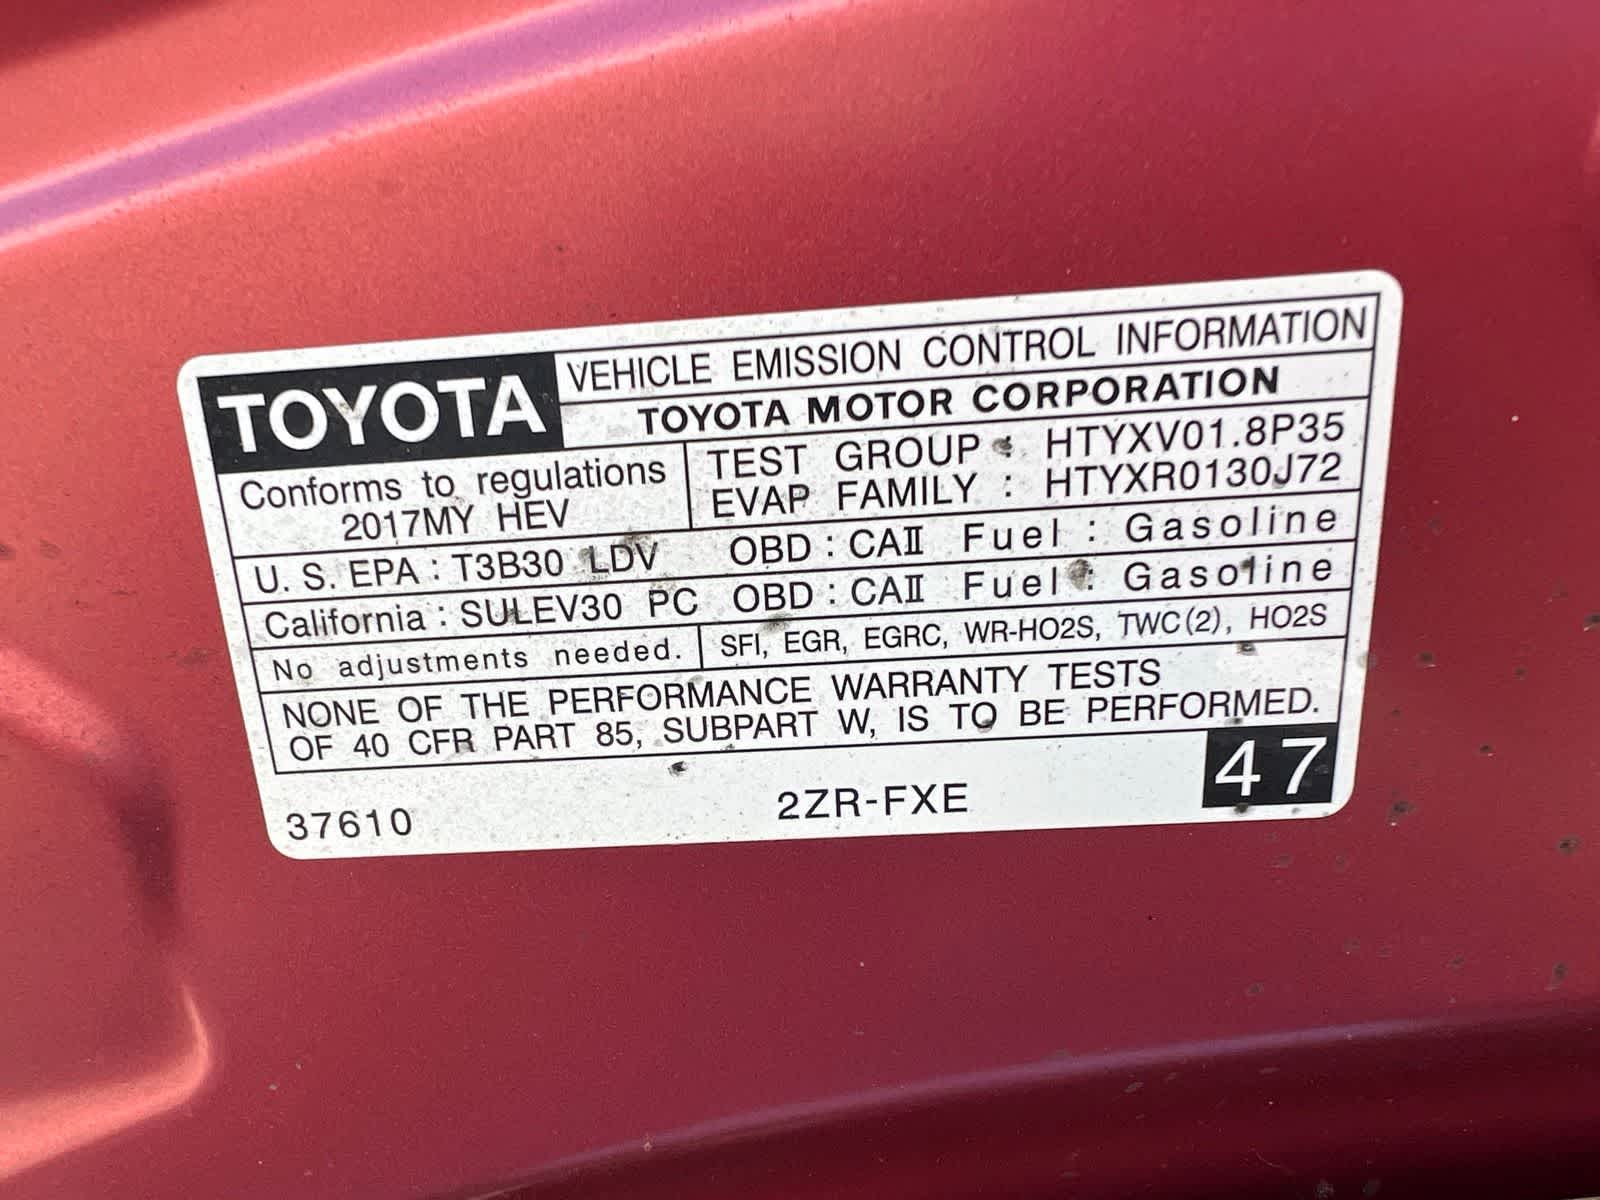 TOYOTA VEHICLE EMISSION CONTROL INFORMATION
TOYOTA MOTOR CORPORATION
Conforms to regulations
2017MY HEV
TEST GROUP : HTYXV01.8P35
EVAP FAMILY : HTYXR0130J72
U. S. EPA : T3B30 LDV OBD : CAII Fuel : Gasoline
California : SULEV30 PC OBD : CAII Fuel : Gasoline
No adjustments needed. SFI, EGR, EGRC, WR-HO2S, TWC(2), HO2S
NONE OF THE PERFORMANCE WARRANTY TESTS
OF 40 CFR PART 85, SUBPART W, IS TO BE PERFORMED.
37610 2ZR-FXE 47